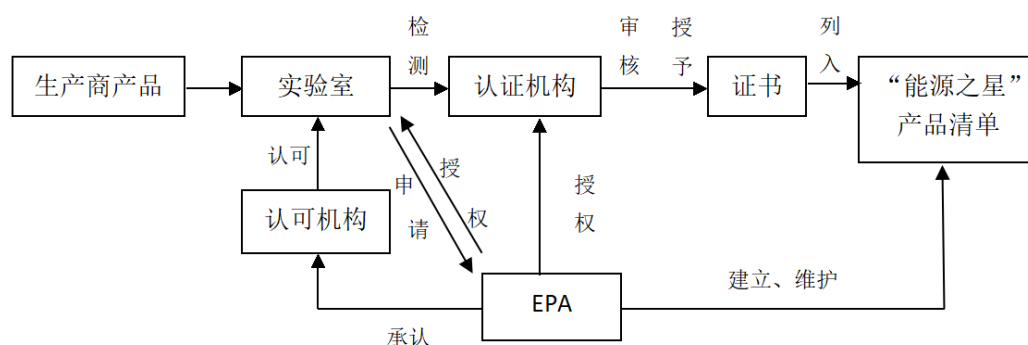 检测
审核
授予
列入
生产商产品
实验室
认证机构
证书
“能源之星”
产品清单
认可
申请
授权
授权
认可机构
EPA
建立、维护
承认